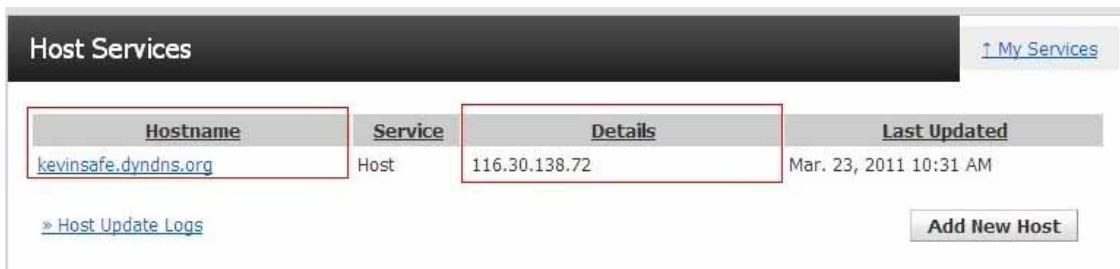 Host Services
↑ My Services
Hostname Service Details Last Updated
kevinsafe.dyndns.org Host 116.30.138.72 Mar. 23, 2011 10:31 AM
» Host Update Logs
Add New Host